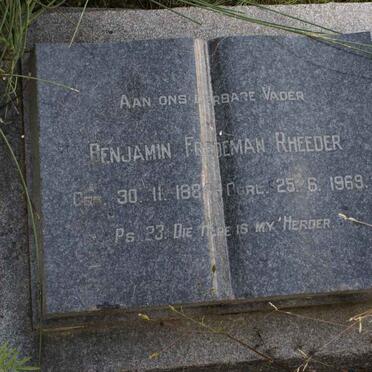 Aan ons dierbare Vader
Benjamin Freeman Rheeder
Geb. 30. 11. Oorl. 25. 6. 1969.
Ps. 23. Die Here is my Herder.